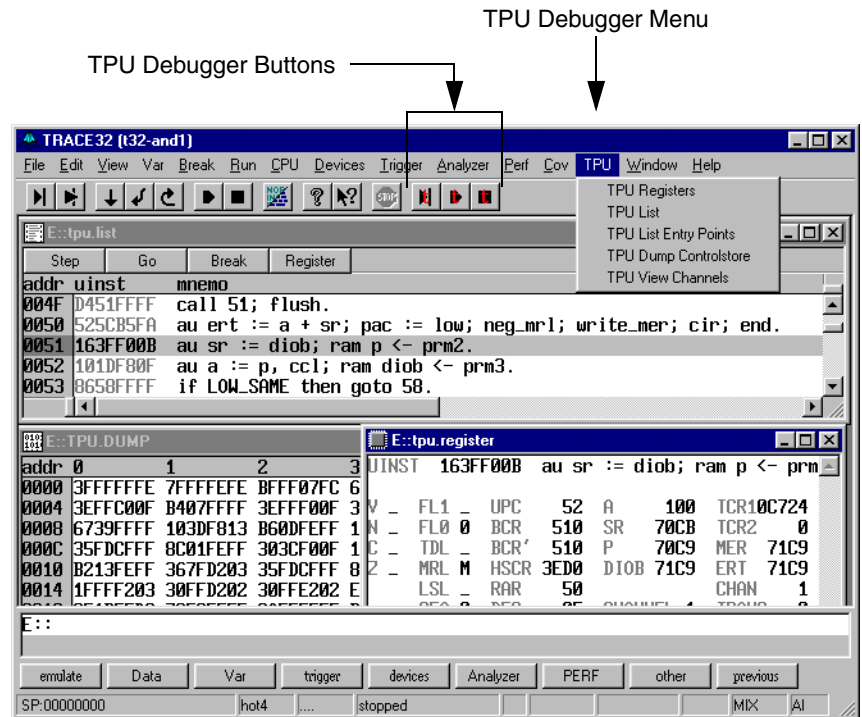 TPU Debugger Menu
TPU Debugger Buttons
TRACE32 (t32-and1)
File Edit View Var Break Run CPU Devices Trigger Analyzer Perf Cov TPU Window Help
NOR
STOP
TPU Registers
TPU List
TPU List Entry Points
TPU Dump Controlstore
TPU View Channels
E::tpu.list
Step Go Break Register
addr uinst mnemo
004F D451FFFF call 51; flush.
0050 525CB5FA au ert := a + sr; pac := low; neg_mrl; write_mer; cir; end.
0051 163FF00B au sr := diob; ram p <- prm2.
0052 101DF80F au a := p, ccl; ram diob <- prm3.
0053 8658FFFF if LOW_SAME then goto 58.
E::TPU.DUMP
addr 0 1 2 3
0000 3FFFFFFE 7FFFFEFE BFFF07FC 6
0004 3EFFC00F B407FFFF 3EFFF00F 3
0008 6739FFFF 103DF813 B60DFEFF 1
000C 35FDCFFF 8C01FEFF 303CF00F 1
0010 B213FEFF 367FD203 35FDCFFF 8
0014 1FFFF203 30FFD202 30FFE202 E
E::tpu.register
UINST 163FF00B au sr := diob; ram p <- prm
V _ FL1 _ UPC 52 A 100 TCR1 0C724
N _ FL0 0 BCR 510 SR 70CB TCR2 0
C _ TDL _ BCR' 510 P 70C9 MER 71C9
Z _ MRL M HSCR 3ED0 DIOB 71C9 ERT 71C9
LSL _ RAR 50 CHAN 1
E::
emulate Data Var trigger devices Analyzer PERF other previous
SP:00000000 hot4 .... stopped MIX AI